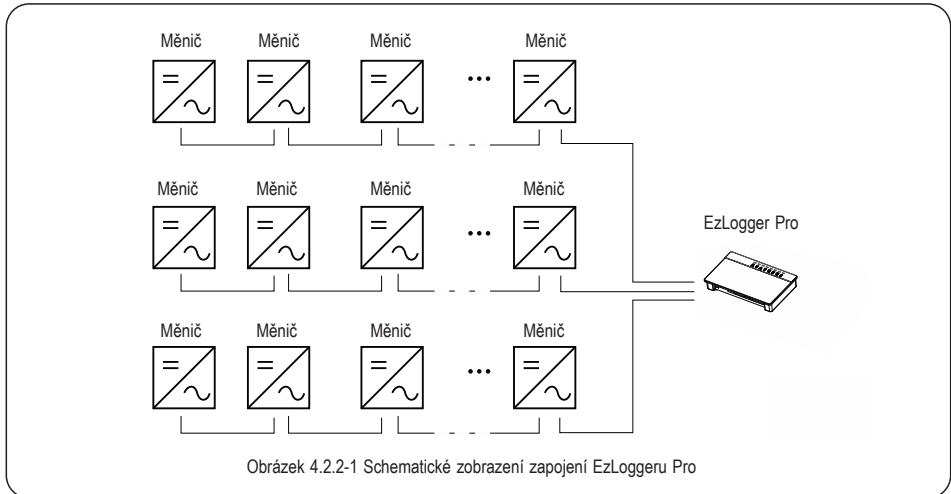 Měnič Měnič Měnič Měnič
Měnič Měnič Měnič Měnič
EzLogger Pro
Měnič Měnič Měnič Měnič
Obrázek 4.2.2-1 Schematické zobrazení zapojení EzLoggeru Pro